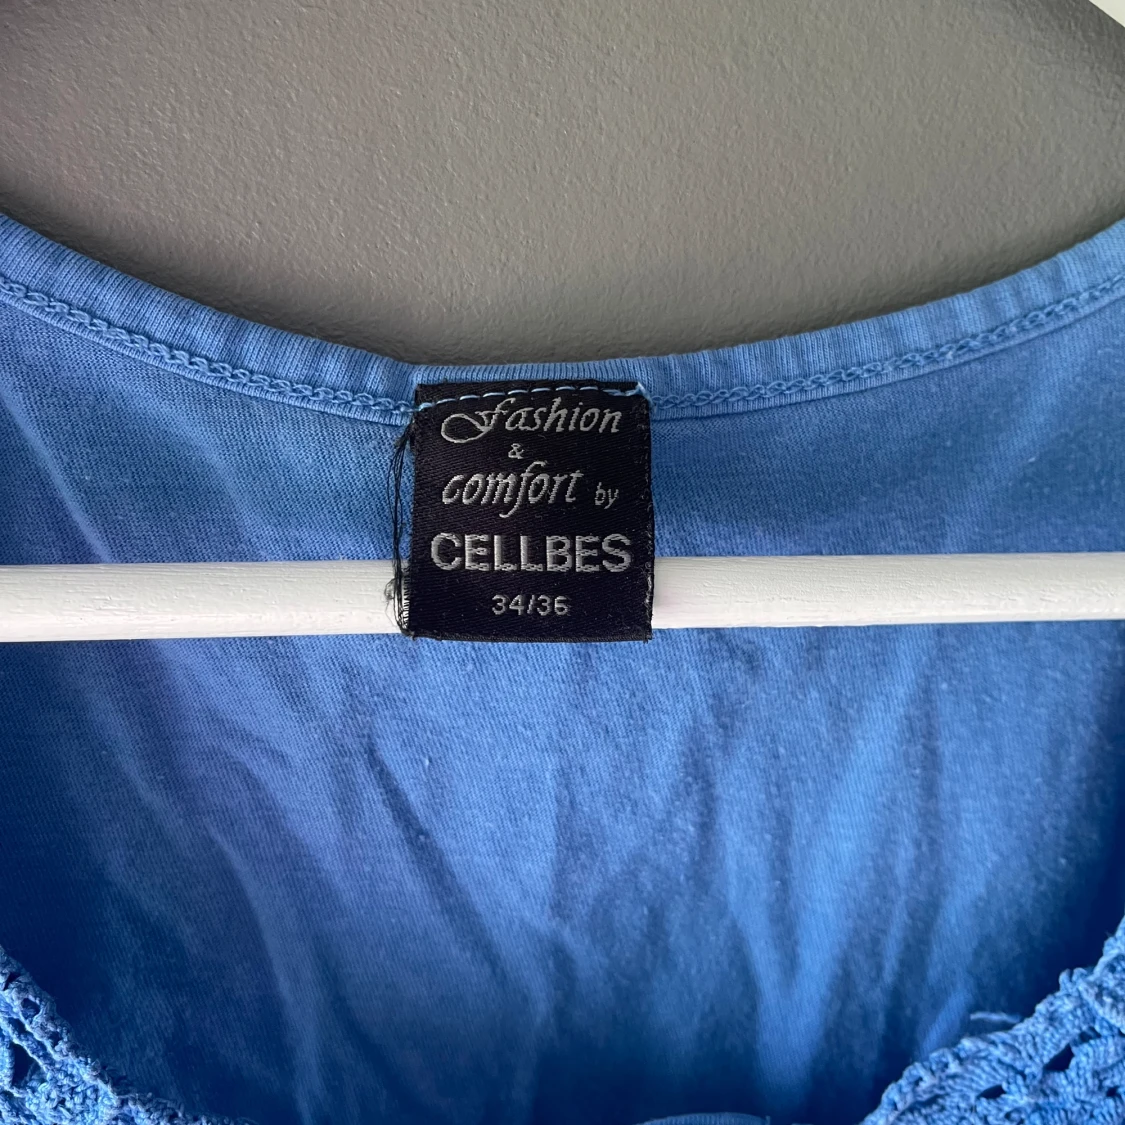 fashion
&
comfort by
CELLBES
34/36